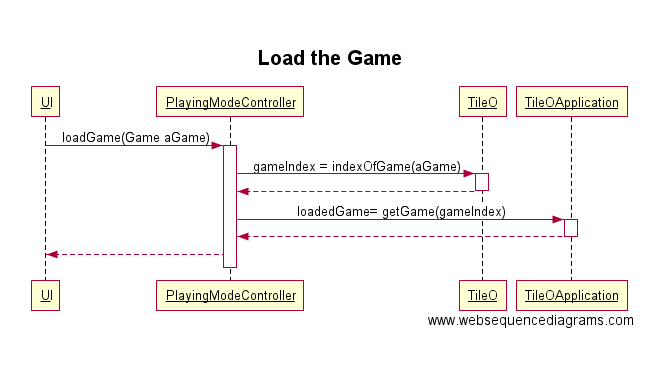 Load the Game
UI PlayingModeController TileO TileOApplication
loadGame(Game aGame)
gameIndex = indexOfGame(aGame)
loadedGame= getGame(gameIndex)
UI PlayingModeController TileO TileOApplication
www.websequencediagrams.com